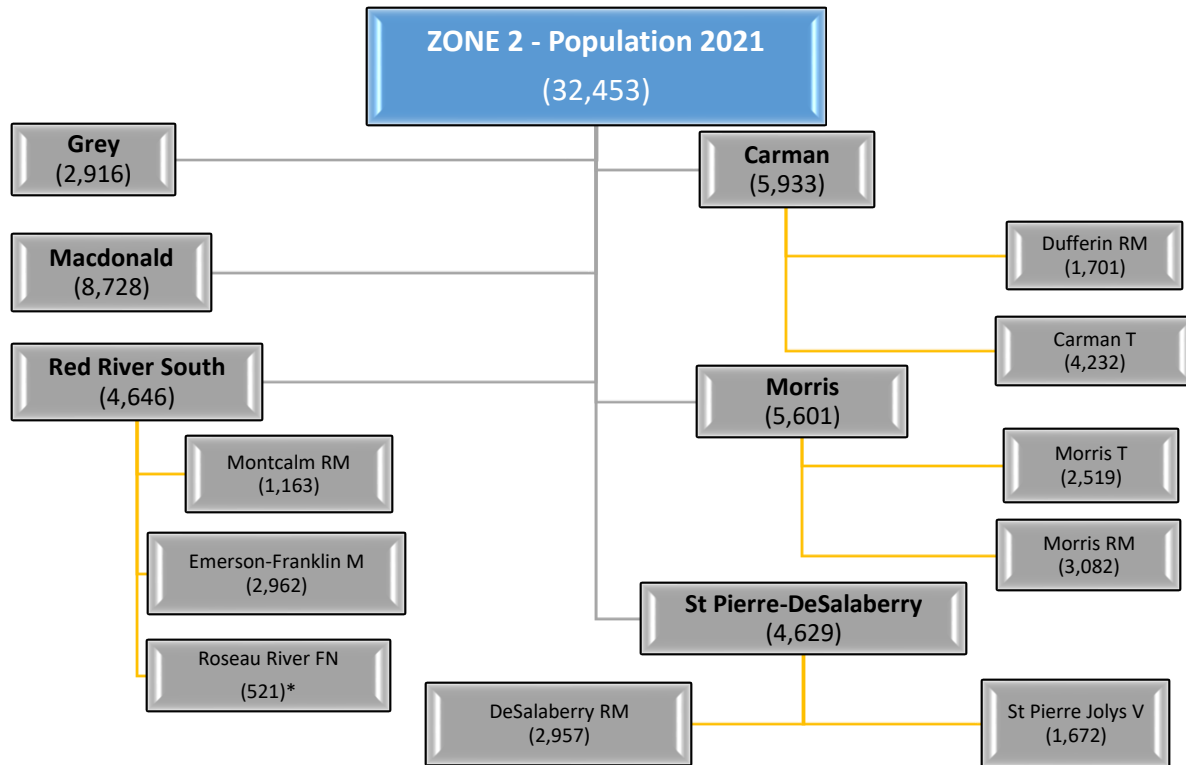 ZONE 2 - Population 2021
(32,453)
Grey
(2,916)
Carman
(5,933)
Dufferin RM
(1,701)
Carman T
(4,232)
Macdonald
(8,728)
Red River South
(4,646)
Montcalm RM
(1,163)
Emerson-Franklin M
(2,962)
Roseau River FN
(521)*
Morris
(5,601)
Morris T
(2,519)
Morris RM
(3,082)
St Pierre-DeSalaberry
(4,629)
DeSalaberry RM
(2,957)
St Pierre Jolys V
(1,672)